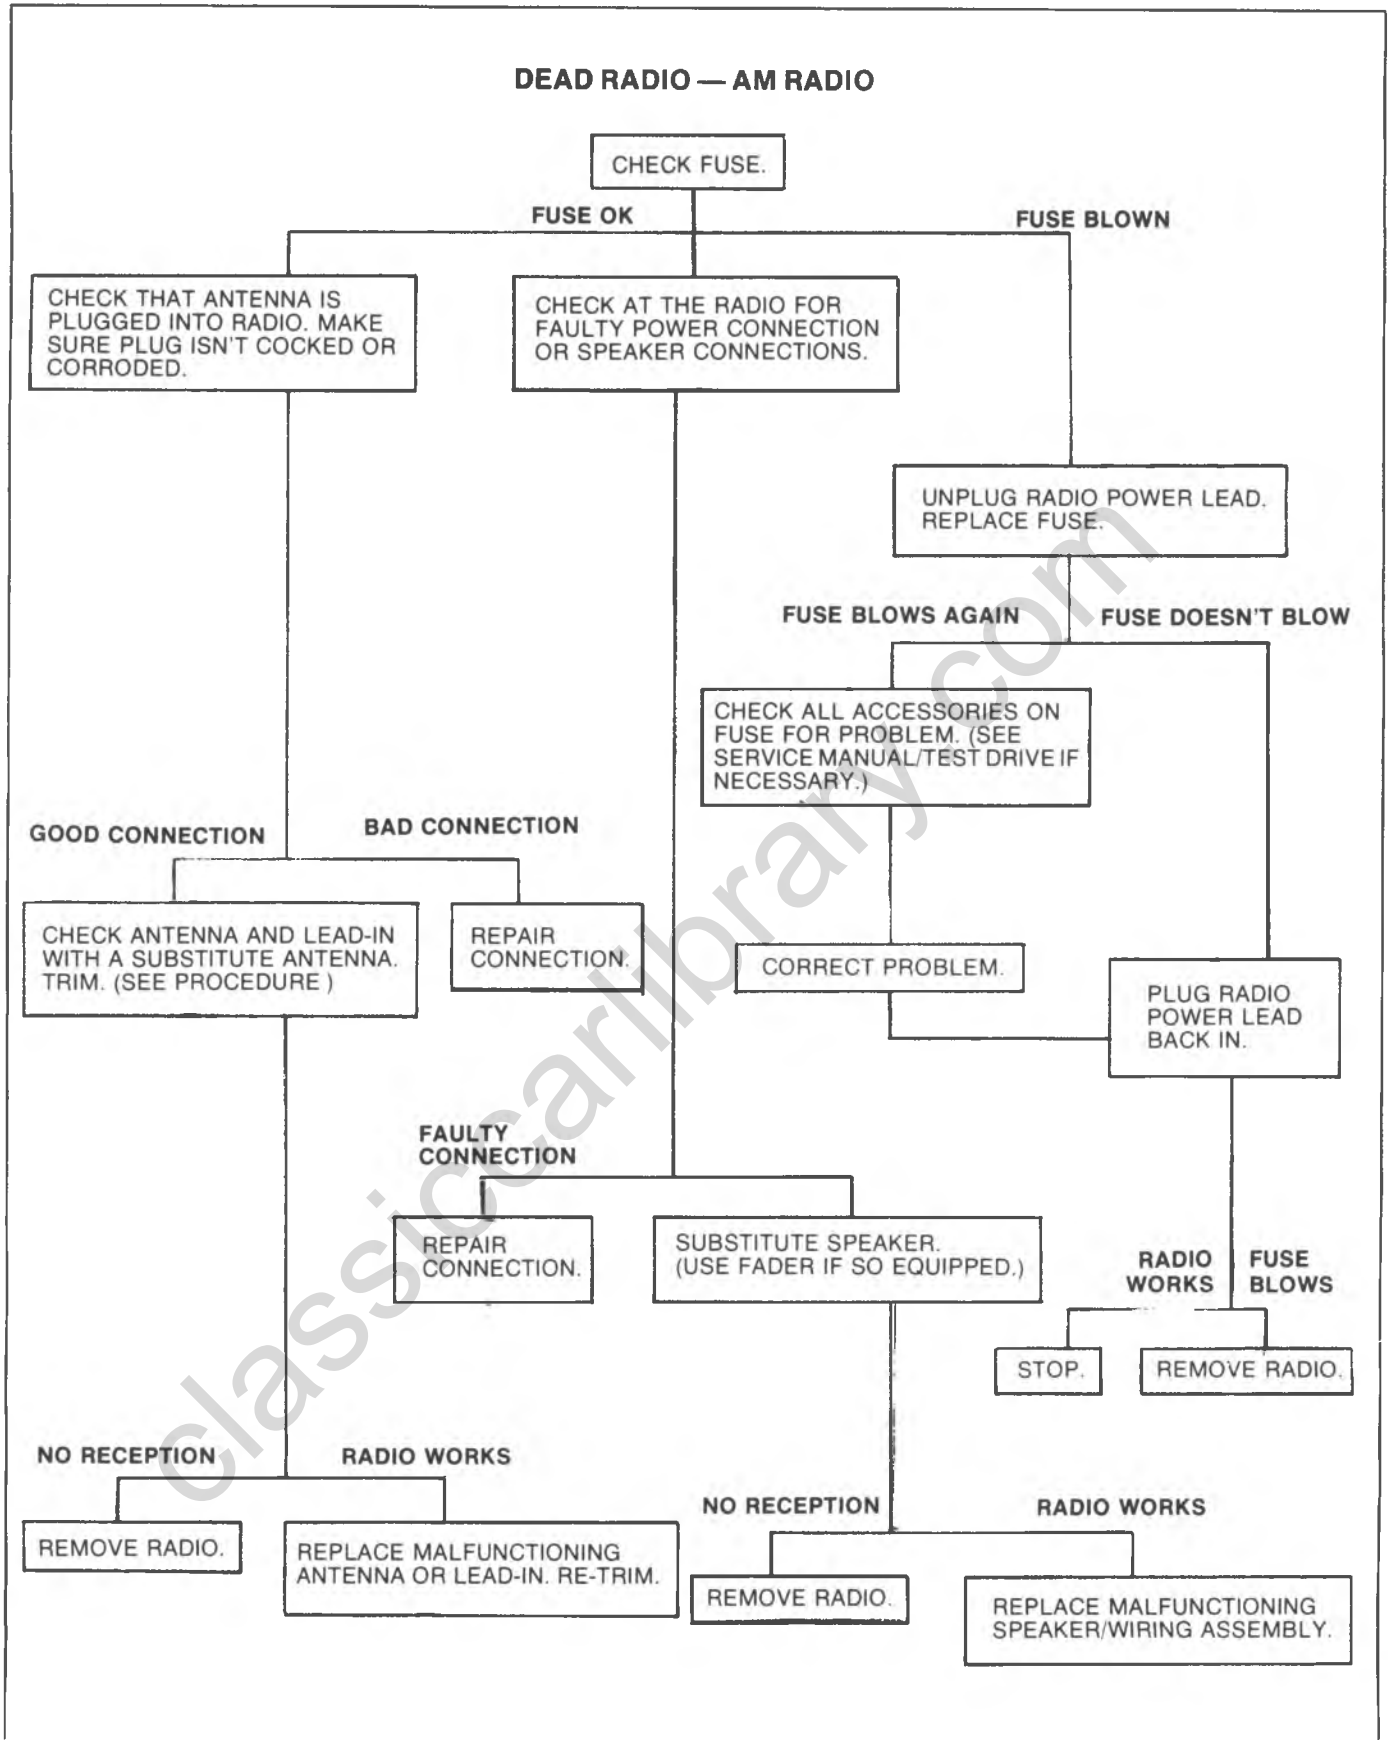 DEAD RADIO — AM RADIO
CHECK FUSE.
FUSE OK
FUSE BLOWN
CHECK THAT ANTENNA IS
PLUGGED INTO RADIO. MAKE
SURE PLUG ISN'T COCKED OR
CORRODED.
CHECK AT THE RADIO FOR
FAULTY POWER CONNECTION
OR SPEAKER CONNECTIONS.
UNPLUG RADIO POWER LEAD.
REPLACE FUSE.
FUSE BLOWS AGAIN
FUSE DOESN'T BLOW
CHECK ALL ACCESSORIES ON
FUSE FOR PROBLEM. (SEE
SERVICE MANUAL/TEST DRIVE IF
NECESSARY.)
GOOD CONNECTION
BAD CONNECTION
CHECK ANTENNA AND LEAD-IN
WITH A SUBSTITUTE ANTENNA.
TRIM. (SEE PROCEDURE )
REPAIR
CONNECTION.
CORRECT PROBLEM.
PLUG RADIO
POWER LEAD
BACK IN.
FAULTY
CONNECTION
REPAIR
CONNECTION.
SUBSTITUTE SPEAKER.
(USE FADER IF SO EQUIPPED.)
RADIO
WORKS
FUSE
BLOWS
STOP.
REMOVE RADIO.
NO RECEPTION
RADIO WORKS
REMOVE RADIO.
REPLACE MALFUNCTIONING
ANTENNA OR LEAD-IN. RE-TRIM.
NO RECEPTION
RADIO WORKS
REMOVE RADIO.
REPLACE MALFUNCTIONING
SPEAKER/WIRING ASSEMBLY.
classiccarlibrary.com